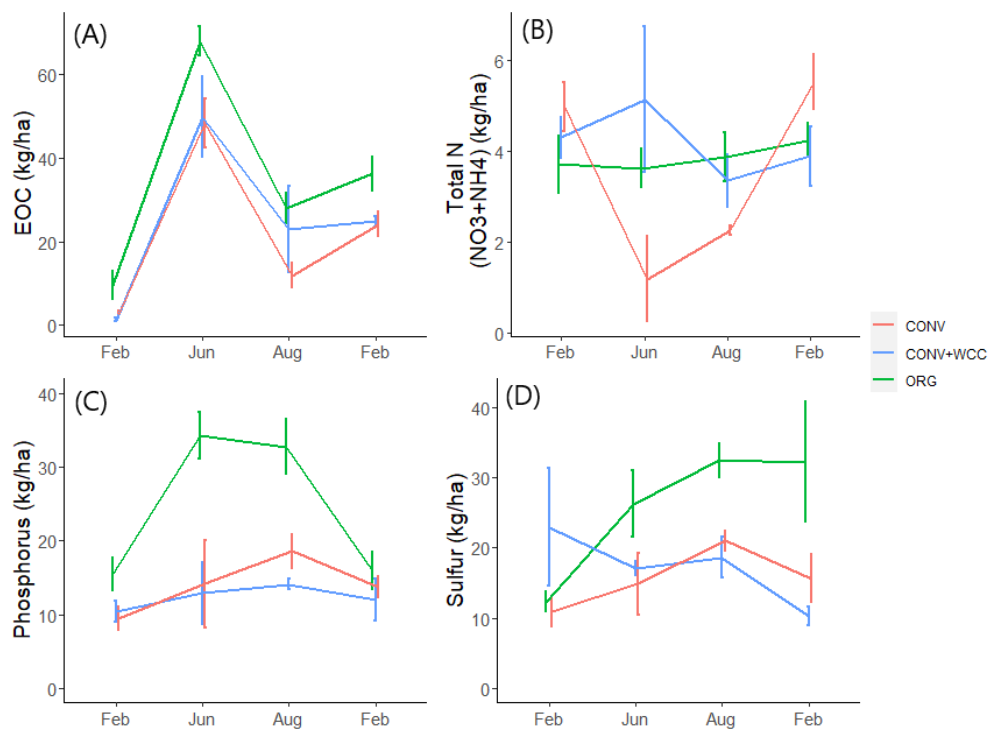 (A)
EOC (kg/ha)
60
40
20
0
Feb Jun Aug Feb
(B)
Total N
(NO3+NH4) (kg/ha)
6
4
2
0
Feb Jun Aug Feb
CONV
CONV+WCC
ORG
(C)
Phosphorus (kg/ha)
40
30
20
10
0
Feb Jun Aug Feb
(D)
Sulfur (kg/ha)
40
30
20
10
0
Feb Jun Aug Feb